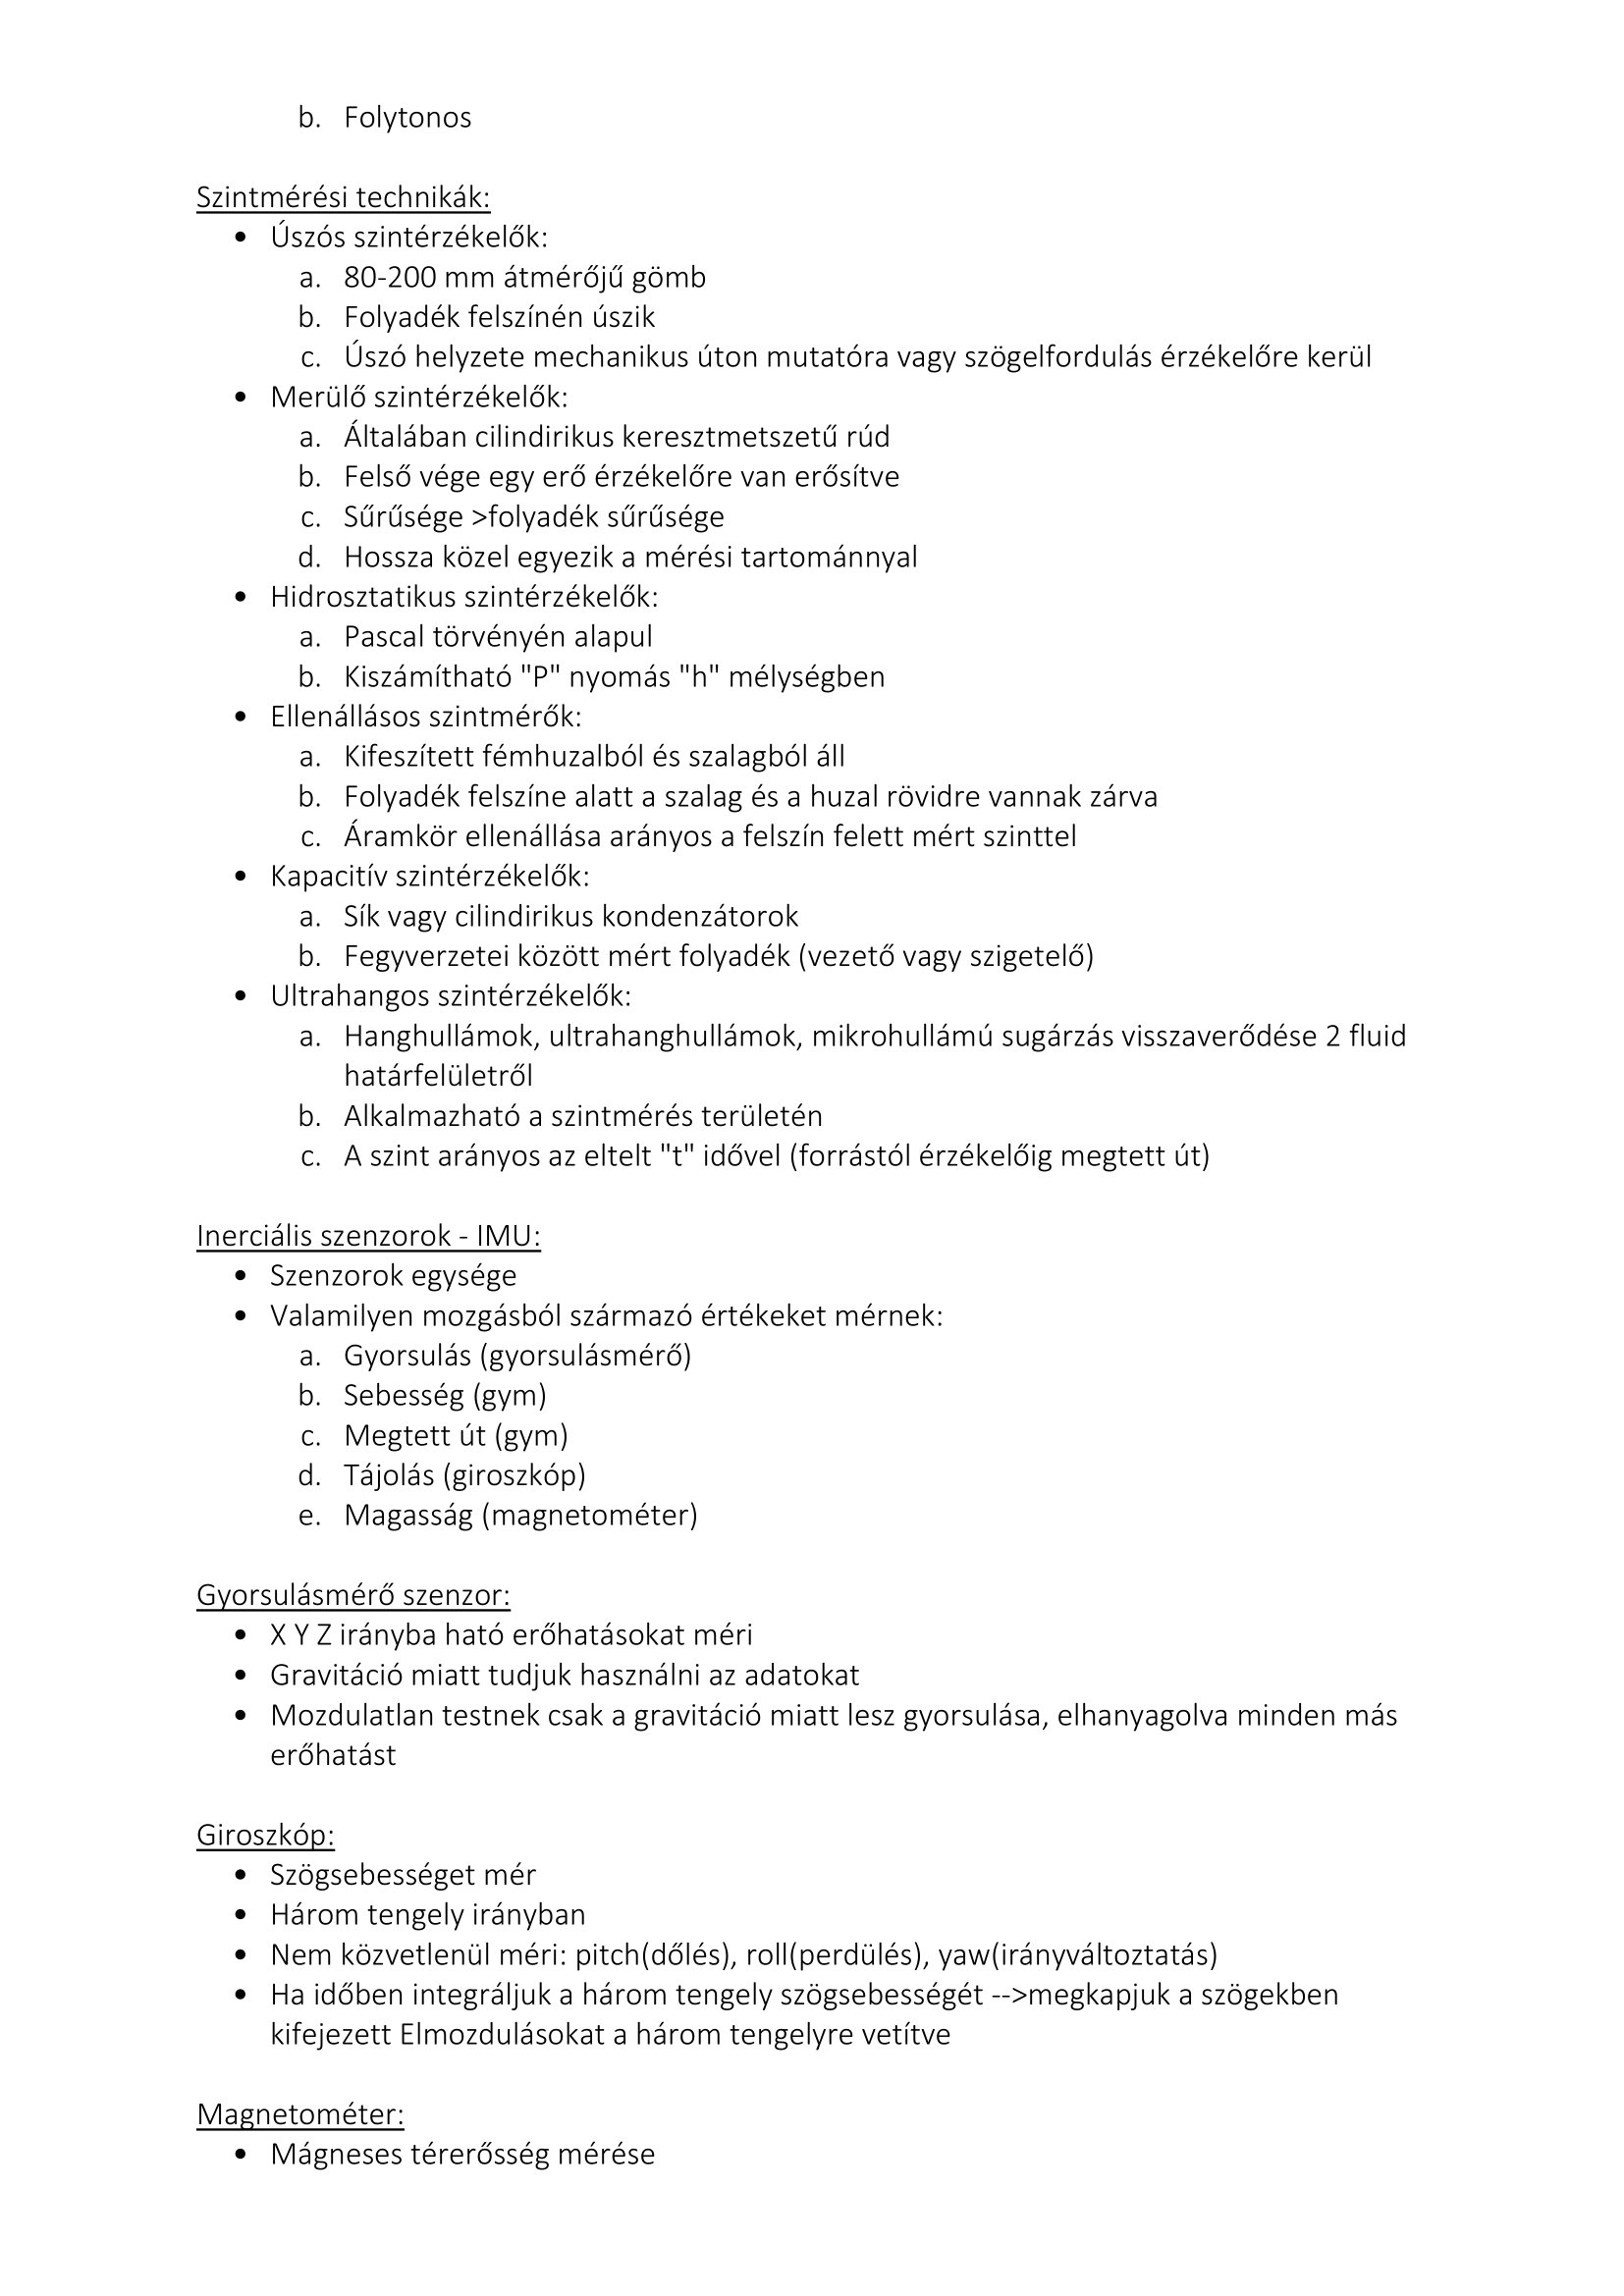 b. Folytonos
Szintmérési technikák:
• Úszós szintérzékelők:
a. 80-200 mm átmérőjű gömb
b. Folyadék felszínén úszik
c. Úszó helyzete mechanikus úton mutatóra vagy szögelfordulás érzékelőre kerül
• Merülő szintérzékelők:
a. Általában cilindirikus keresztmetszetű rúd
b. Felső vége egy erő érzékelőre van erősítve
c. Sűrűsége >folyadék sűrűsége
d. Hossza közel egyezik a mérési tartománnyal
• Hidrosztatikus szintérzékelők:
a. Pascal törvényén alapul
b. Kiszámítható "P" nyomás "h" mélységben
• Ellenállásos szintmérők:
a. Kifeszített fémhuzalból és szalagból áll
b. Folyadék felszíne alatt a szalag és a huzal rövidre vannak zárva
c. Áramkör ellenállása arányos a felszín felett mért szinttel
• Kapacitív szintérzékelők:
a. Sík vagy cilindirikus kondenzátorok
b. Fegyverzetei között mért folyadék (vezető vagy szigetelő)
• Ultrahangos szintérzékelők:
a. Hanghullámok, ultrahanghullámok, mikrohullámú sugárzás visszaverődése 2 fluid
határfelületről
b. Alkalmazható a szintmérés területén
c. A szint arányos az eltelt "t" idővel (forrástól érzékelőig megtett út)
Inerciális szenzorok - IMU:
• Szenzorok egysége
• Valamilyen mozgásból származó értékeket mérnek:
a. Gyorsulás (gyorsulásmérő)
b. Sebesség (gym)
c. Megtett út (gym)
d. Tájolás (giroszkóp)
e. Magasság (magnetométer)
Gyorsulásmérő szenzor:
• X Y Z irányba ható erőhatásokat méri
• Gravitáció miatt tudjuk használni az adatokat
• Mozdulatlan testnek csak a gravitáció miatt lesz gyorsulása, elhanyagolva minden más
erőhatást
Giroszkóp:
• Szögsebességet mér
• Három tengely irányban
• Nem közvetlenül méri: pitch(dőlés), roll(perdülés), yaw(irányváltoztatás)
• Ha időben integráljuk a három tengely szögsebességét -->megkapjuk a szögekben
kifejezett Elmozdulásokat a három tengelyre vetítve
Magnetométer:
• Mágneses térerősség mérése